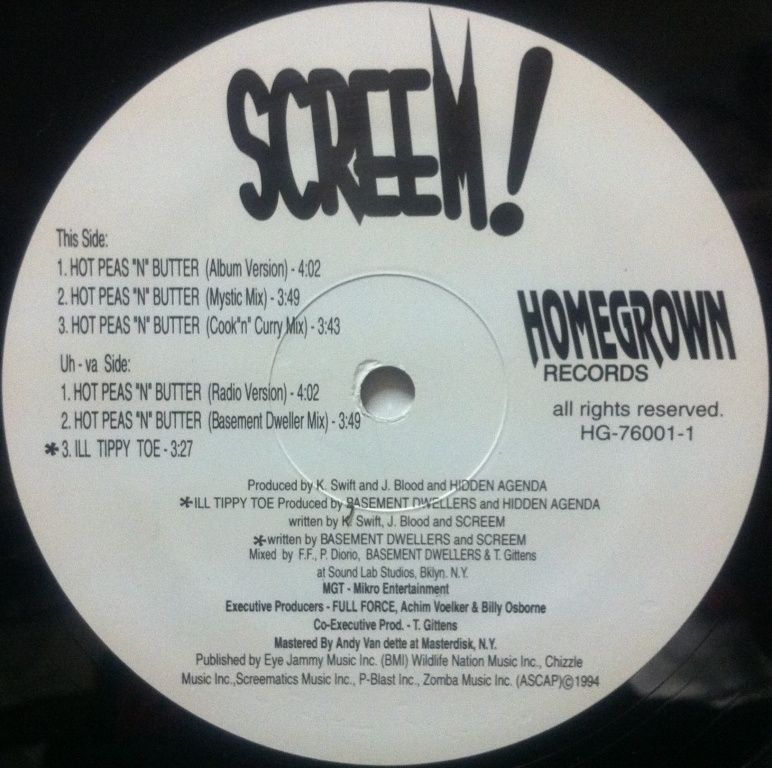 SCREEM!
This Side:
1. HOT PEAS "N" BUTTER (Album Version) - 4:02
2. HOT PEAS "N" BUTTER (Mystic Mix) - 3:49
3. HOT PEAS "N" BUTTER (Cook"n" Curry Mix) - 3:43
Uh - va Side:
1. HOT PEAS "N" BUTTER (Radio Version) - 4:02
2. HOT PEAS "N" BUTTER (Basement Dweller Mix) - 3:49
* 3. ILL TIPPY TOE - 3:27
HOMEGROWN
RECORDS
all rights reserved.
HG-76001-1
Produced by K. Swift and J. Blood and HIDDEN AGENDA
*ILL TIPPY TOE Produced by BASEMENT DWELLERS and HIDDEN AGENDA
written by K. Swift, J. Blood and SCREEM
*written by BASEMENT DWELLERS and SCREEM
Mixed by F.F., P. Diorio, BASEMENT DWELLERS & T. Gittens
at Sound Lab Studios, Bklyn. N.Y.
MGT - Mikro Entertainment
Executive Producers - FULL FORCE, Achim Voelker & Billy Osborne
Co-Executive Prod. - T. Gittens
Mastered By Andy Van dette at Masterdisk, N.Y.
Published by Eye Jammy Music Inc. (BMI) Wildlife Nation Music Inc., Chizzle
Music Inc.,Screematics Music Inc., P-Blast Inc., Zomba Music Inc. (ASCAP)©1994